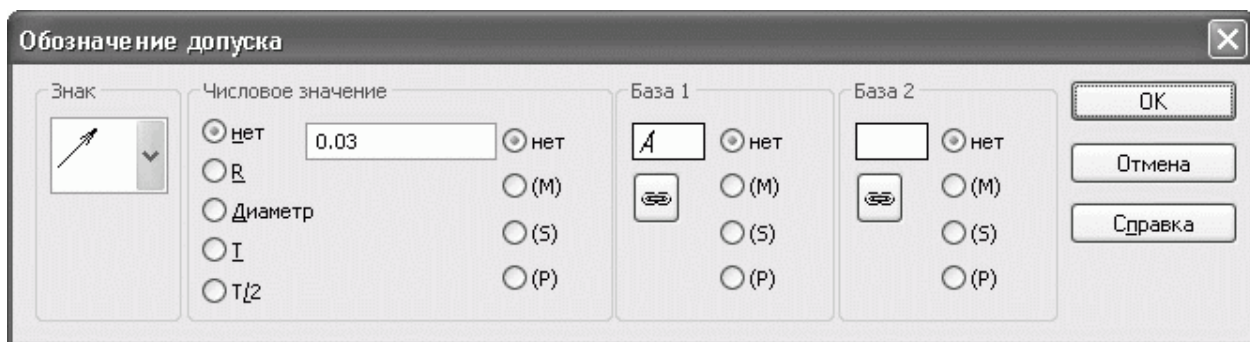 Обозначение допуска
Знак
Числовое значение
нет
R
Диаметр
T
T/2
0.03
нет
(M)
(S)
(P)
База 1
А
нет
(M)
(S)
(P)
База 2
нет
(M)
(S)
(P)
OK
Отмена
Справка